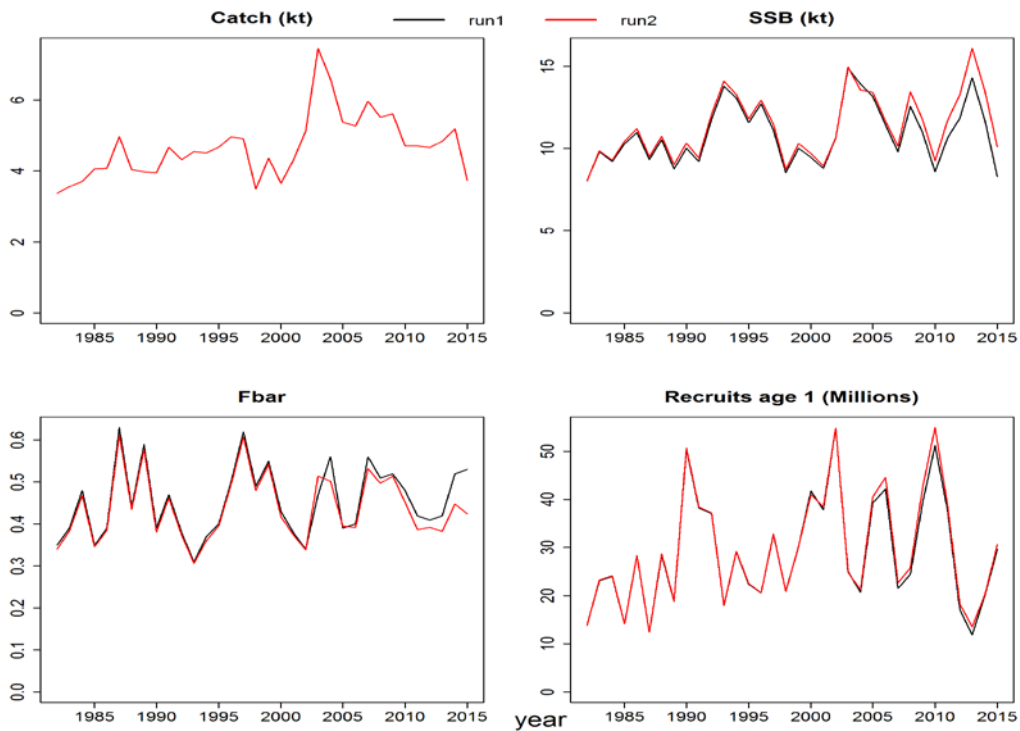 Catch (kt) run1 run2 SSB (kt)
0 2 4 6
0 5 10 15
1985 1990 1995 2000 2005 2010 2015
1985 1990 1995 2000 2005 2010 2015
Fbar
Recruits age 1 (Millions)
0.0 0.1 0.2 0.3 0.4 0.5 0.6
0 10 20 30 40 50
1985 1990 1995 2000 2005 2010 2015
1985 1990 1995 2000 2005 2010 2015
year